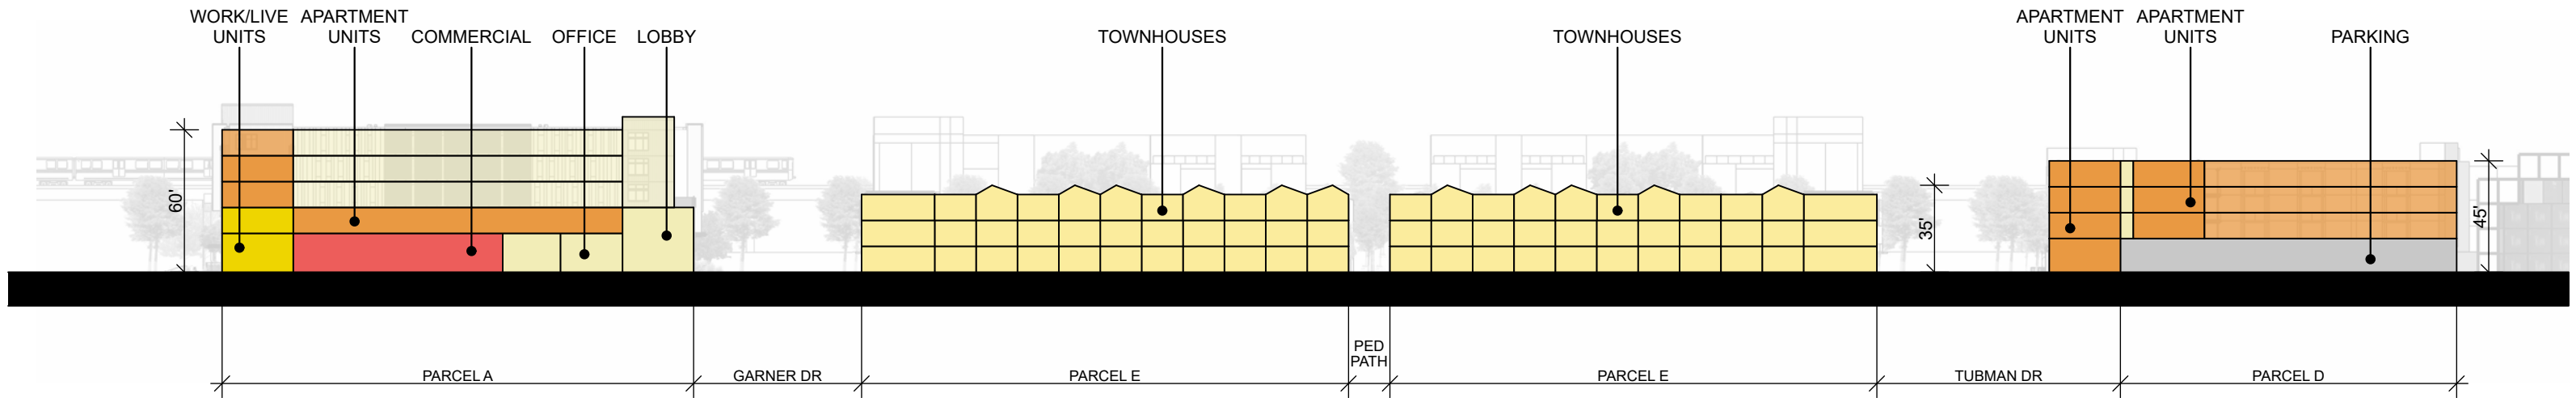 WORK/LIVE
UNITS
APARTMENT
UNITS
COMMERCIAL
OFFICE
LOBBY
TOWNHOUSES
TOWNHOUSES
APARTMENT
UNITS
APARTMENT
UNITS
PARKING
60'
35'
45'
PARCEL A
GARNER DR
PARCEL E
PED
PATH
PARCEL E
TUBMAN DR
PARCEL D